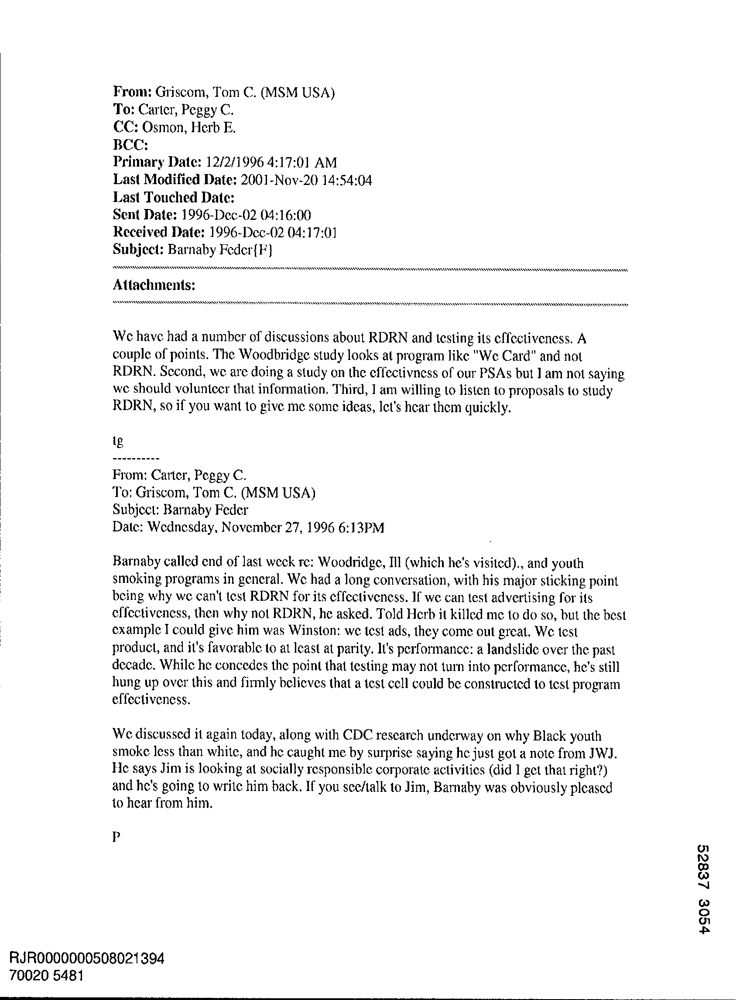 From: Griscom, Tom C. (MSM USA)
To: Carter, Peggy C.
CC: Osmon, Herb E.
BCC:
Primary Date: 12/2/1996 4:17:01 AM
Last Modified Date: 2001-Nov-20 14:54:04
Last Touched Date:
Sent Date: 1996-Dec-02 04:16:00
Received Date: 1996-Dec-02 04:17:01
Subject: Barnaby Feder{F}
Attachments:
We have had a number of discussions about RDRN and testing its effectiveness. A
couple of points. The Woodbridge study looks at program like "We Card" and not
RDRN. Second, we are doing a study on the effectivness of our PSAs but I am not saying
we should volunteer that information. Third, I am willing to listen to proposals to study
RDRN, so if you want to give me some ideas, let's hear them quickly.
tg
----------
From: Carter, Peggy C.
To: Griscom, Tom C. (MSM USA)
Subject: Barnaby Feder
Date: Wednesday, November 27, 1996 6:13PM
Barnaby called end of last week re: Woodridge, Ill (which he's visited)., and youth
smoking programs in general. We had a long conversation, with his major sticking point
being why we can't test RDRN for its effectiveness. If we can test advertising for its
effectiveness, then why not RDRN, he asked. Told Herb it killed me to do so, but the best
example I could give him was Winston: we test ads, they come out great. We test
product, and it's favorable to at least at parity. It's performance: a landslide over the past
decade. While he concedes the point that testing may not turn into performance, he's still
hung up over this and firmly believes that a test cell could be constructed to test program
effectiveness.
We discussed it again today, along with CDC research underway on why Black youth
smoke less than white, and he caught me by surprise saying he just got a note from JWJ.
He says Jim is looking at socially responsible corporate activities (did I get that right?)
and he's going to write him back. If you see/talk to Jim, Barnaby was obviously pleased
to hear from him.
P
52837 3054
RJR0000000508021394
70020 5481